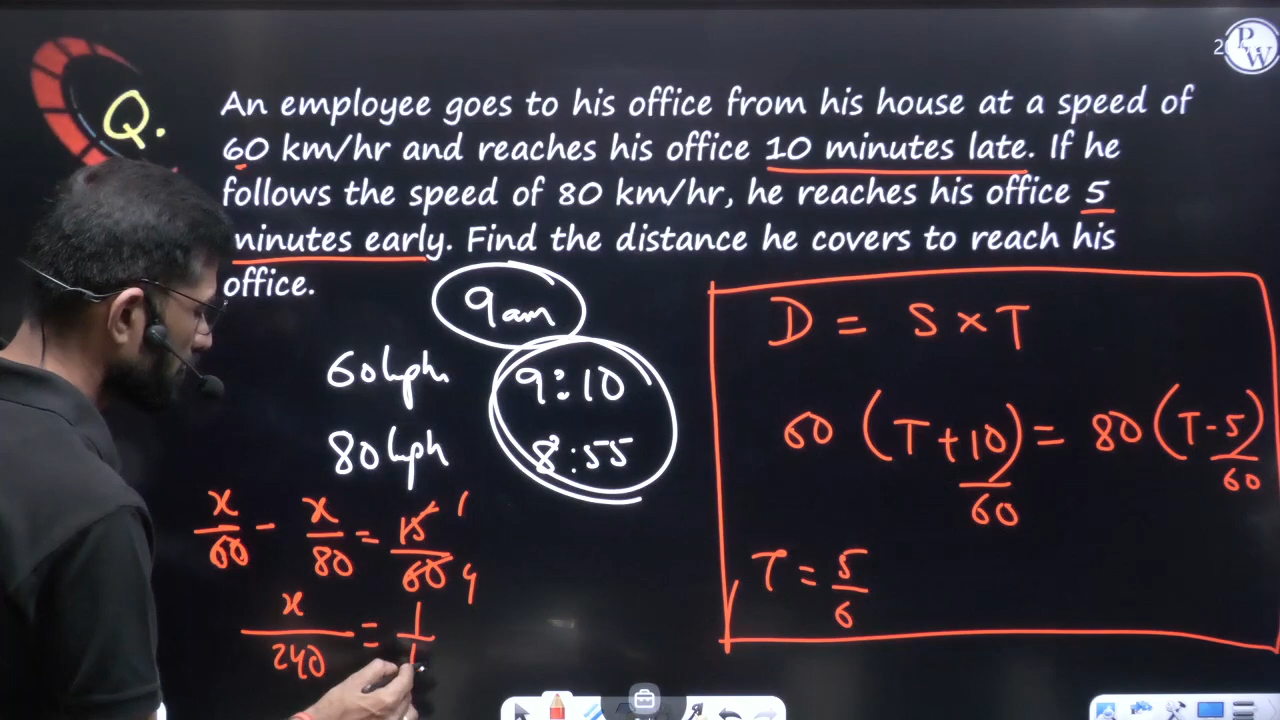 PW
Q.
An employee goes to his office from his house at a speed of
60 km/hr and reaches his office 10 minutes late. If he
follows the speed of 80 km/hr, he reaches his office 5
minutes early. Find the distance he covers to reach his
office.
9am
60kph 9:10
80kph 8:55
x/60 - x/80 = 15/60 1 4
x/240 = 1/
D = S × T
60 (T + 10/60) = 80 (T - 5/60)
T = 5/6